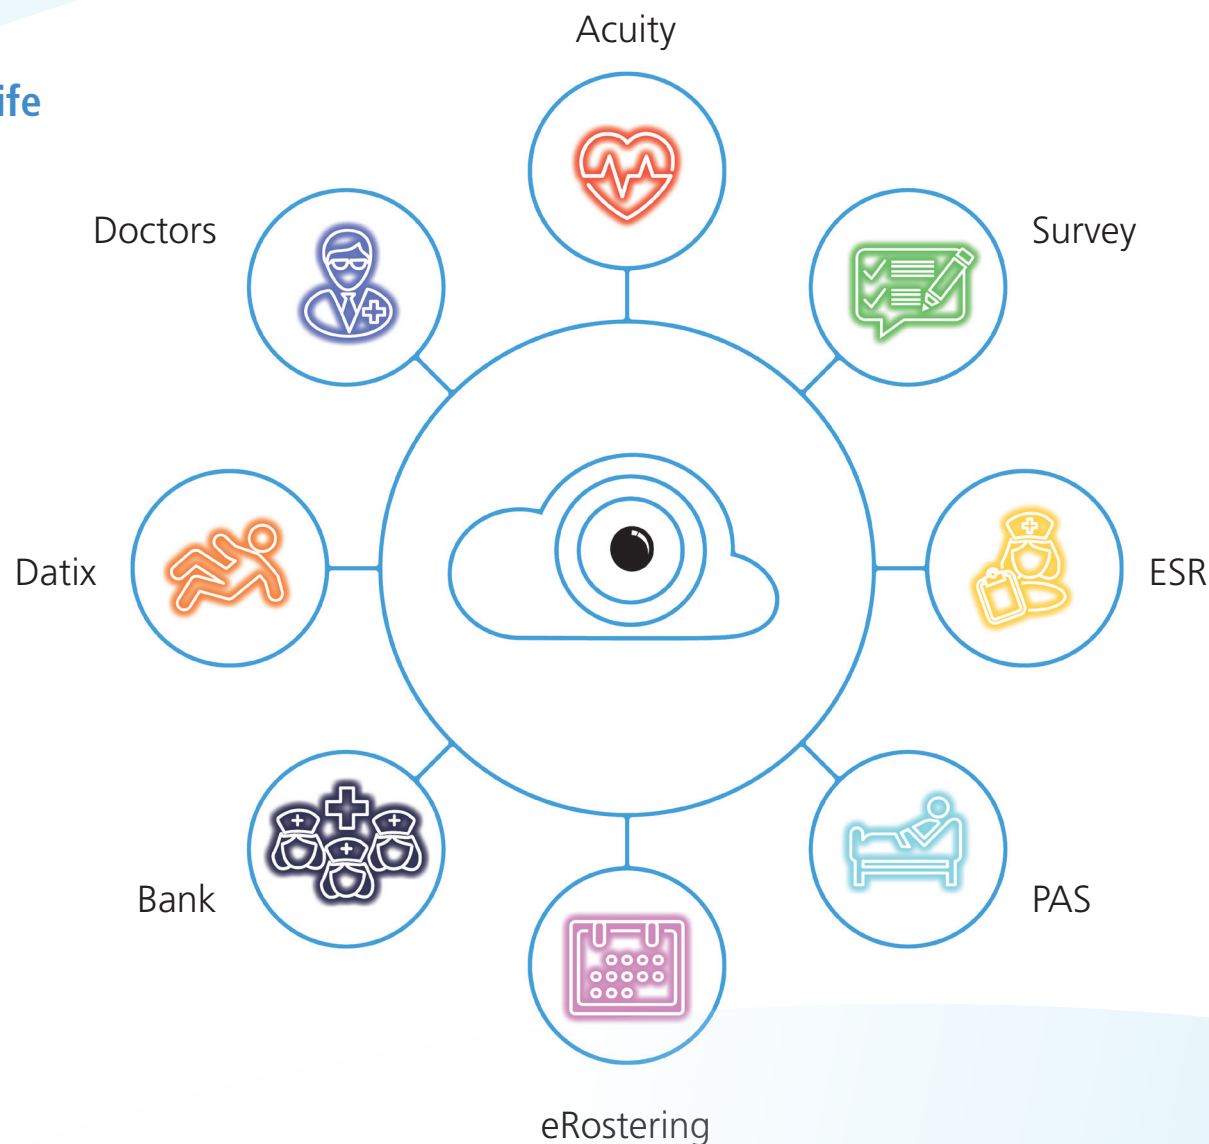 Acuity
ife
Doctors
Survey
Datix
ESR
Bank
PAS
eRostering